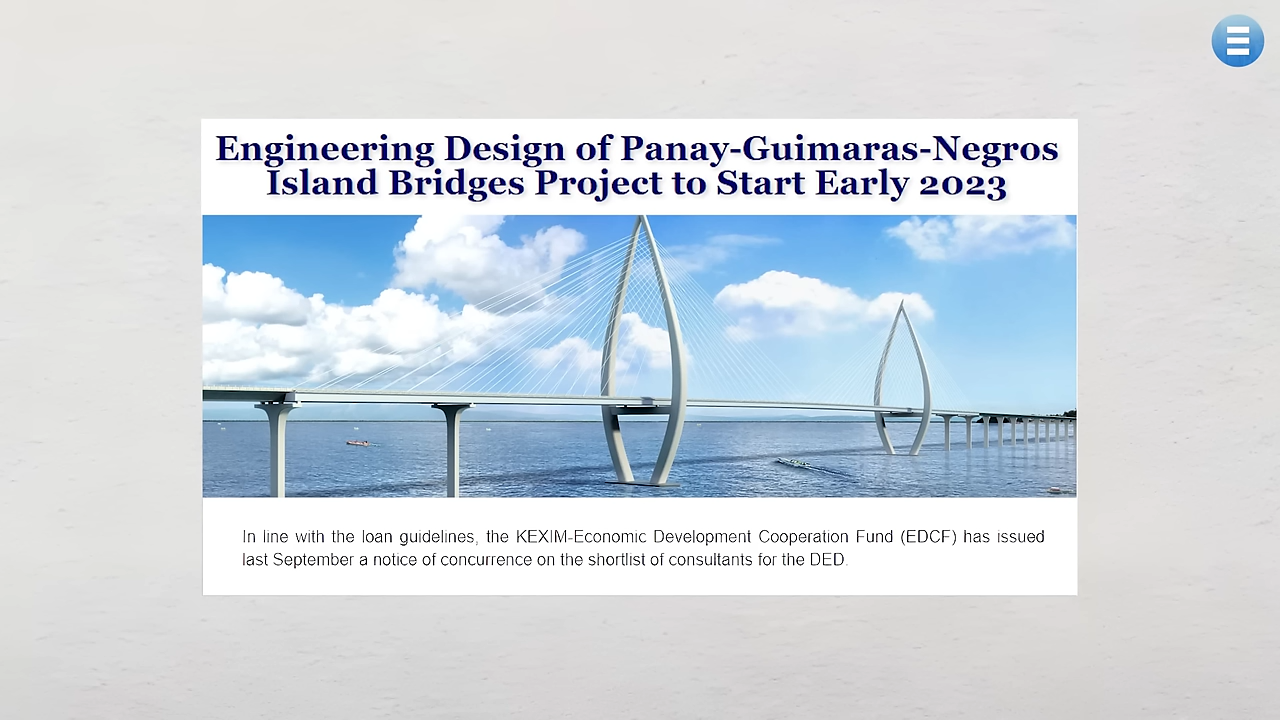 Engineering Design of Panay-Guimaras-Negros
Island Bridges Project to Start Early 2023
In line with the loan guidelines, the KEXIM-Economic Development Cooperation Fund (EDCF) has issued
last September a notice of concurrence on the shortlist of consultants for the DED.